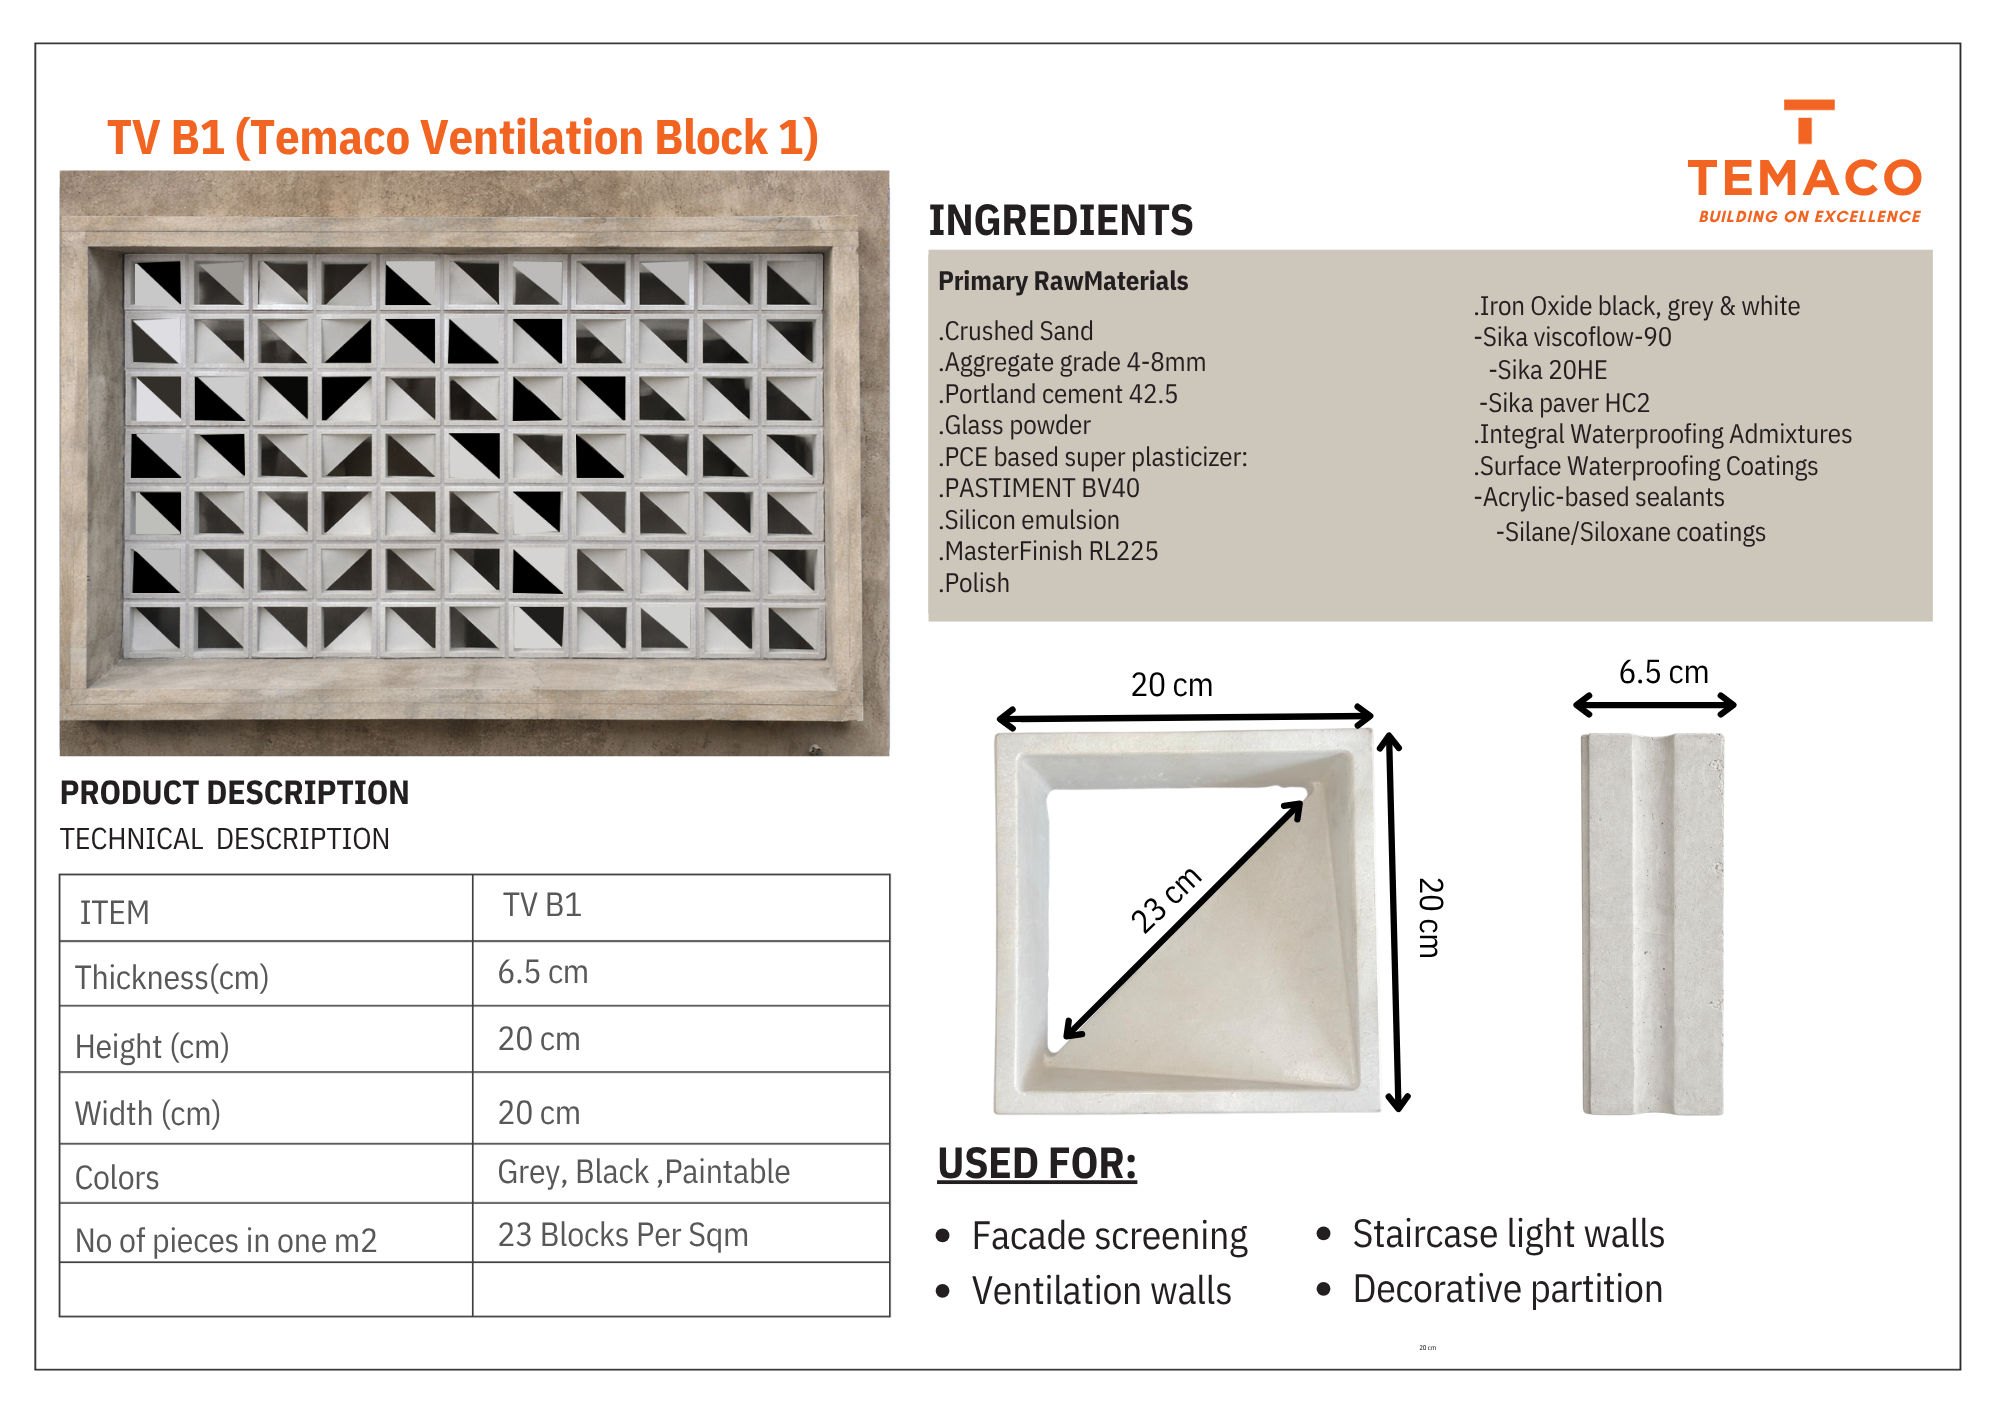 TV B1 (Temaco Ventilation Block 1)
TEMACO
BUILDING ON EXCELLENCE
INGREDIENTS
Primary RawMaterials
.Crushed Sand
.Aggregate grade 4-8mm
.Portland cement 42.5
.Glass powder
.PCE based super plasticizer:
.PASTIMENT BV40
.Silicon emulsion
.MasterFinish RL225
.Polish
.Iron Oxide black, grey & white
-Sika viscoflow-90
-Sika 20HE
-Sika paver HC2
.Integral Waterproofing Admixtures
.Surface Waterproofing Coatings
-Acrylic-based sealants
-Silane/Siloxane coatings
20 cm
6.5 cm
23 cm
20 cm
PRODUCT DESCRIPTION
TECHNICAL DESCRIPTION
ITEM TV B1
Thickness(cm) 6.5 cm
Height (cm) 20 cm
Width (cm) 20 cm
Colors Grey, Black ,Paintable
No of pieces in one m2 23 Blocks Per Sqm
USED FOR:
• Facade screening
• Ventilation walls
• Staircase light walls
• Decorative partition
20 cm